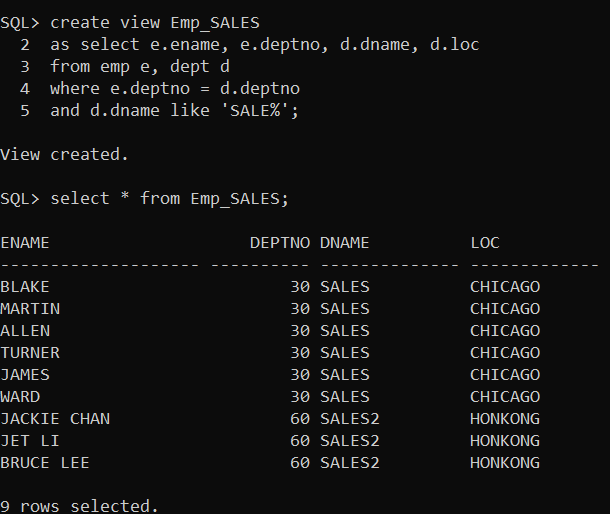 SQL> create view Emp_SALES
  2  as select e.ename, e.deptno, d.dname, d.loc
  3  from emp e, dept d
  4  where e.deptno = d.deptno
  5  and d.dname like 'SALE%';
View created.
SQL> select * from Emp_SALES;
ENAME                    DEPTNO DNAME          LOC
-------------------- ---------- -------------- -------------
BLAKE                        30 SALES          CHICAGO
MARTIN                       30 SALES          CHICAGO
ALLEN                        30 SALES          CHICAGO
TURNER                       30 SALES          CHICAGO
JAMES                        30 SALES          CHICAGO
WARD                         30 SALES          CHICAGO
JACKIE CHAN                  60 SALES2         HONKONG
JET LI                       60 SALES2         HONKONG
BRUCE LEE                    60 SALES2         HONKONG
9 rows selected.